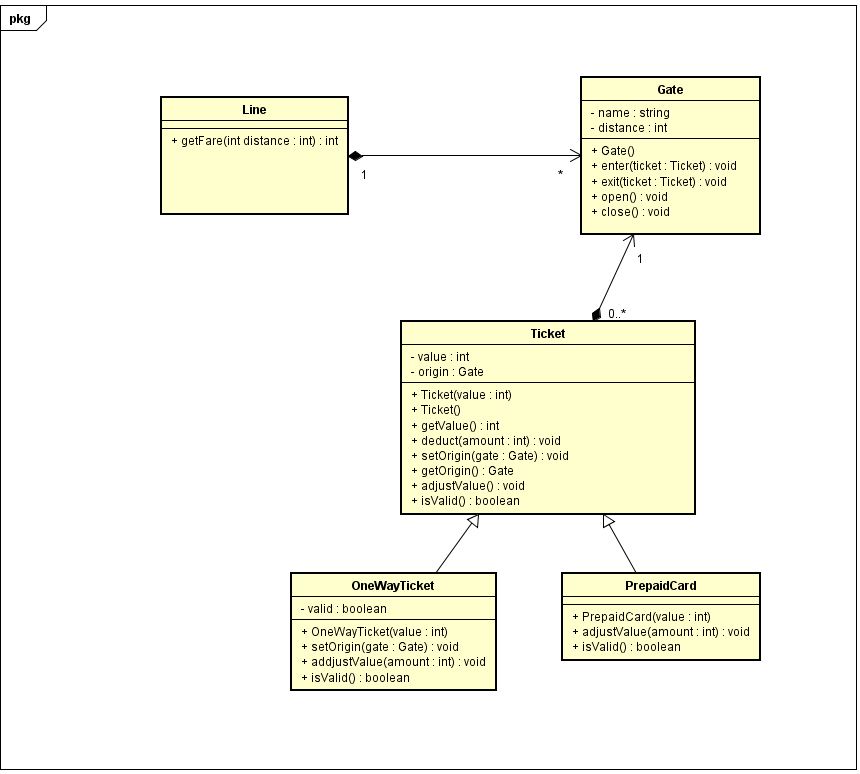 pkg
Line
+ getFare(int distance : int) : int
1
*
Gate
- name : string
- distance : int
+ Gate()
+ enter(ticket : Ticket) : void
+ exit(ticket : Ticket) : void
+ open() : void
+ close() : void
1
0..*
Ticket
- value : int
- origin : Gate
+ Ticket(value : int)
+ Ticket()
+ getValue() : int
+ deduct(amount : int) : void
+ setOrigin(gate : Gate) : void
+ getOrigin() : Gate
+ adjustValue() : void
+ isValid() : boolean
OneWayTicket
- valid : boolean
+ OneWayTicket(value : int)
+ setOrigin(gate : Gate) : void
+ addjustValue(amount : int) : void
+ isValid() : boolean
PrepaidCard
+ PrepaidCard(value : int)
+ adjustValue(amount : int) : void
+ isValid() : boolean